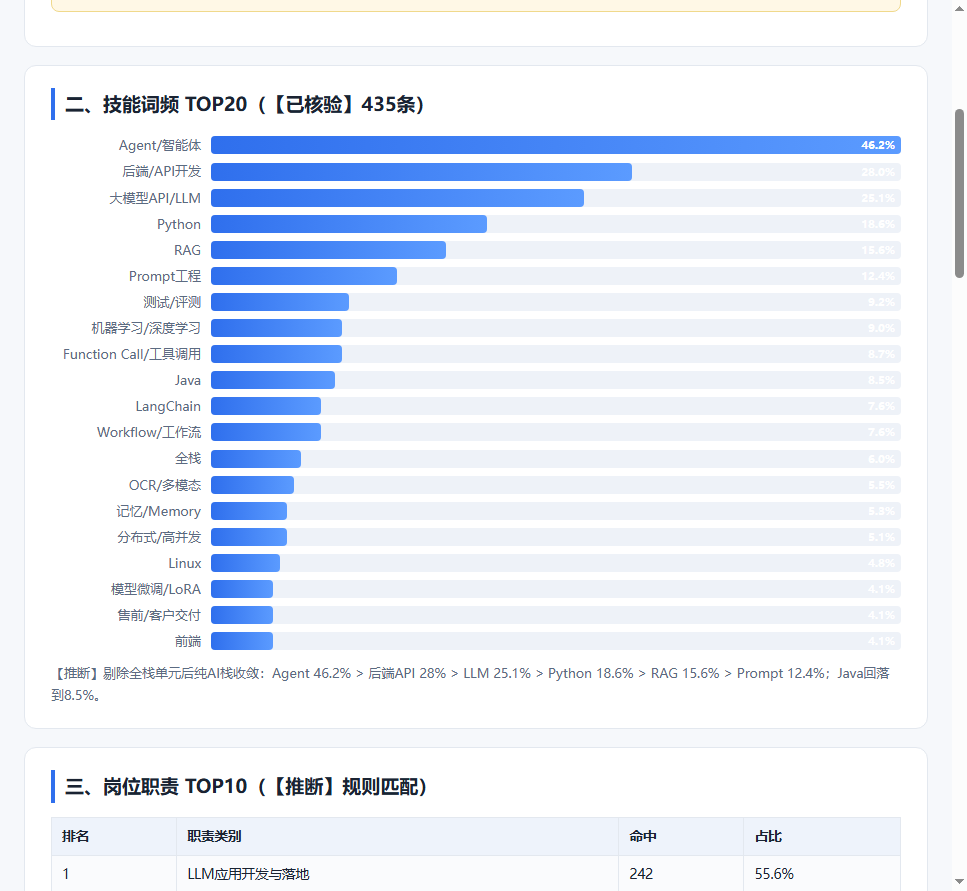 二、技能词频 TOP20（【已核验】435条）
Agent/智能体 46.2%
后端/API开发 28.0%
大模型API/LLM 25.1%
Python 18.6%
RAG 15.6%
Prompt工程 12.4%
测试/评测 9.2%
机器学习/深度学习 9.0%
Function Call/工具调用 8.7%
Java 8.5%
LangChain 7.6%
Workflow/工作流 7.6%
全栈 6.0%
OCR/多模态 5.5%
记忆/Memory 5.3%
分布式/高并发 5.1%
Linux 4.6%
模型微调/LoRA 4.1%
售前/客户交付 4.1%
前端 4.1%
【推断】剔除全栈单元后纯AI栈收敛：Agent 46.2% > 后端API 28% > LLM 25.1% > Python 18.6% > RAG 15.6% > Prompt 12.4%；Java回落
到8.5%。
三、岗位职责 TOP10（【推断】规则匹配）
排名 职责类别 命中 占比
1 LLM应用开发与落地 242 55.6%